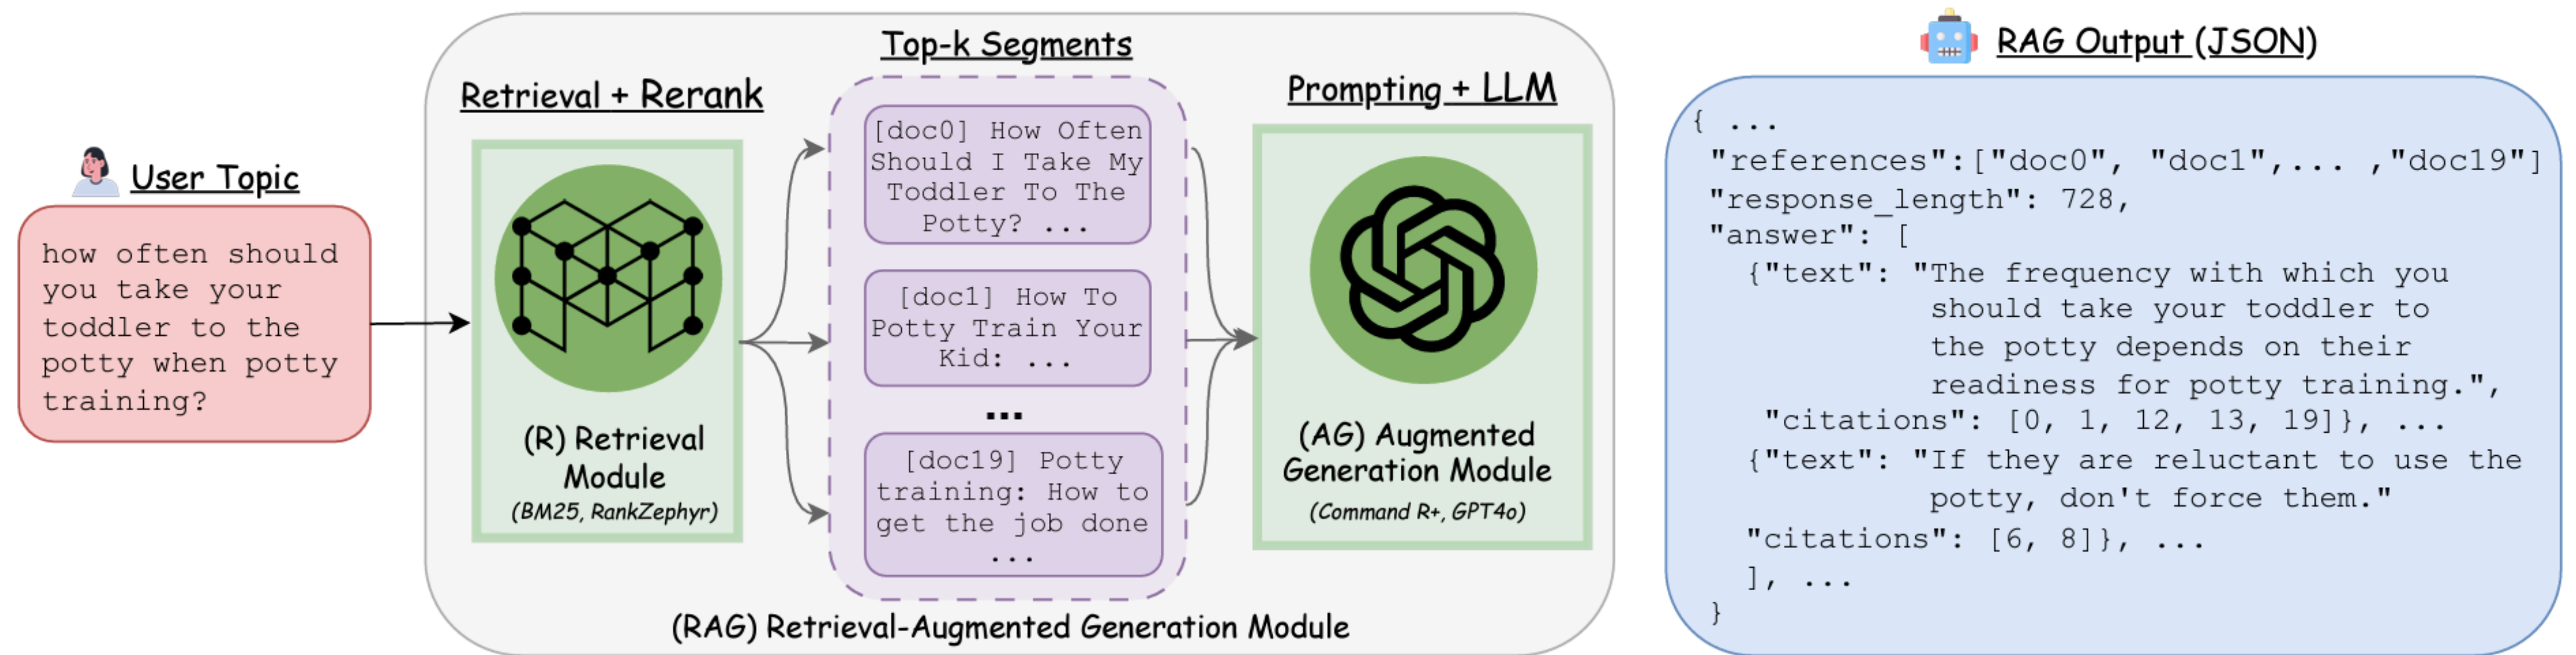 User Topic
how often should
you take your
toddler to the
potty when potty
training?
Retrieval + Rerank
(R) Retrieval
Module
(BM25, RankZephyr)
Top-k Segments
[doc0] How Often
Should I Take My
Toddler To The
Potty? ...
[doc1] How To
Potty Train Your
Kid: ...
...
[doc19] Potty
training: How to
get the job done
...
Prompting + LLM
(AG) Augmented
Generation Module
(Command R+, GPT4o)
(RAG) Retrieval-Augmented Generation Module
RAG Output (JSON)
{ ...
"references":["doc0", "doc1",... ,"doc19"]
"response_length": 728,
"answer": [
{"text": "The frequency with which you
should take your toddler to
the potty depends on their
readiness for potty training.",
"citations": [0, 1, 12, 13, 19]}, ...
{"text": "If they are reluctant to use the
potty, don't force them."
"citations": [6, 8]}, ...
], ...
}